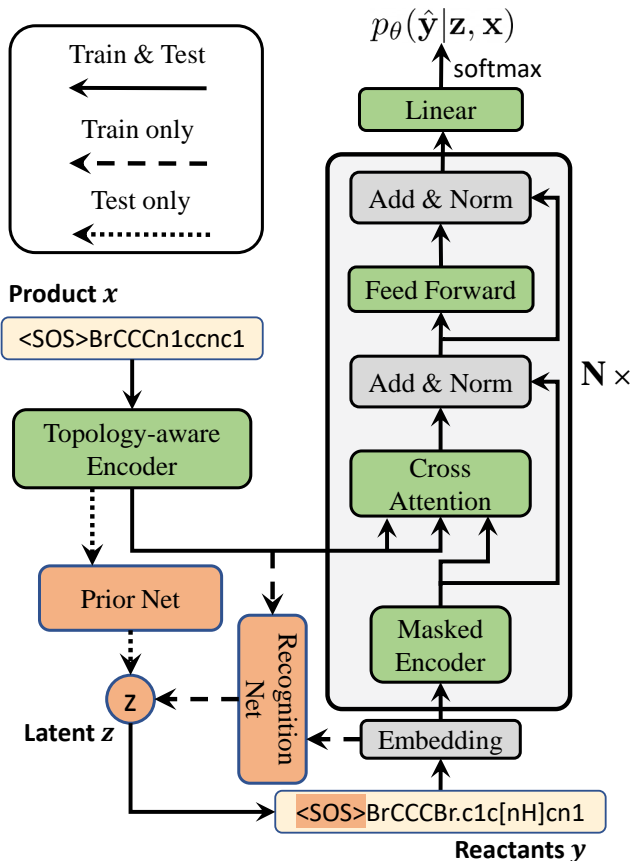 p_θ(ŷ|z, x)
softmax
Linear
Train & Test
Train only
Test only
Add & Norm
Feed Forward
Add & Norm
N ×
Cross
Attention
Product x
<SOS>BrCCCn1ccnc1
Topology-aware
Encoder
Prior Net
Recognition
Net
Masked
Encoder
z
Latent z
Embedding
<SOS>BrCCCBr.c1c[nH]cn1
Reactants y